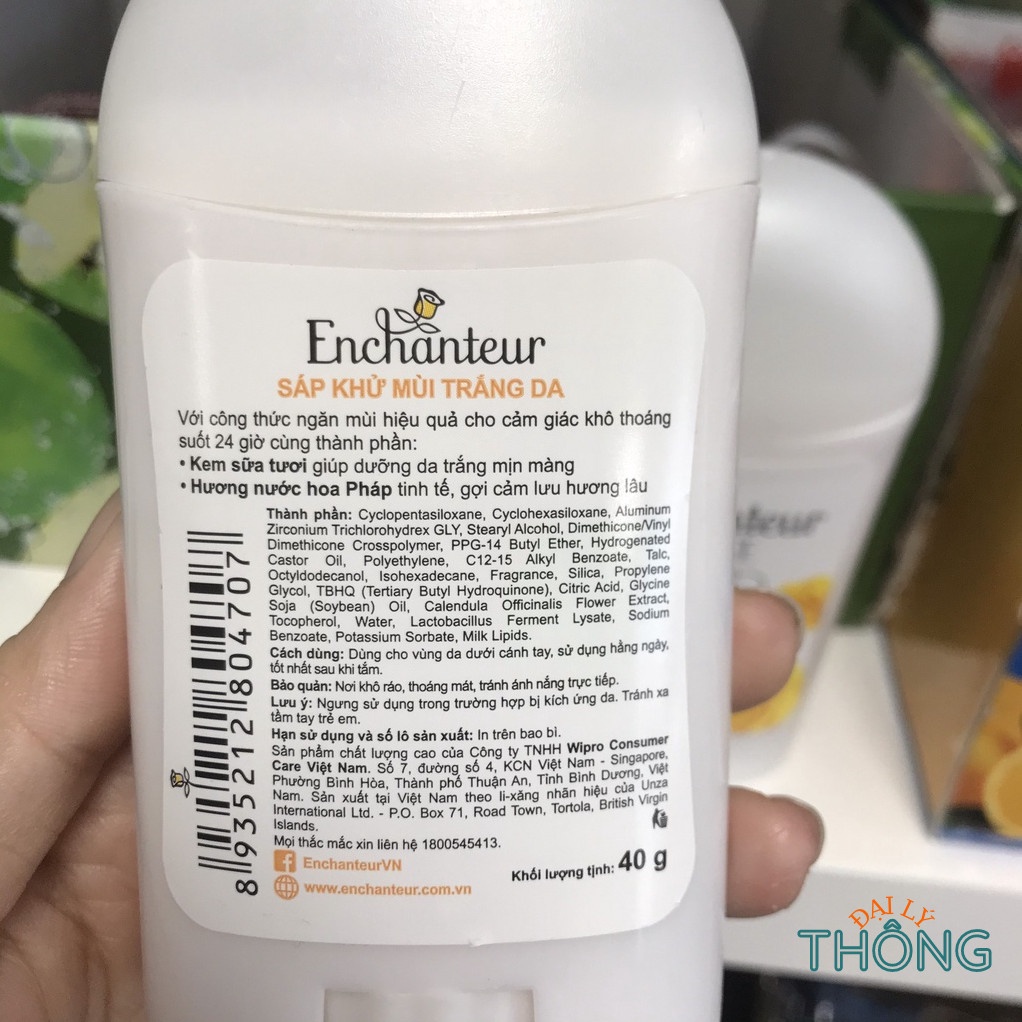 Enchanteur
SÁP KHỬ MÙI TRẮNG DA
Với công thức ngăn mùi hiệu quả cho cảm giác khô thoáng
suốt 24 giờ cùng thành phần:
• Kem sữa tươi giúp dưỡng da trắng mịn màng
• Hương nước hoa Pháp tinh tế, gợi cảm lưu hương lâu
Thành phần: Cyclopentasiloxane, Cyclohexasiloxane, Aluminum
Zirconium Trichlorohydrex GLY, Stearyl Alcohol, Dimethicone/Vinyl
Dimethicone Crosspolymer, PPG-14 Butyl Ether, Hydrogenated
Castor Oil, Polyethylene, C12-15 Alkyl Benzoate, Talc,
Octyldodecanol, Isohexadecane, Fragrance, Silica, Propylene
Glycol, TBHQ (Tertiary Butyl Hydroquinone), Citric Acid, Glycine
Soja (Soybean) Oil, Calendula Officinalis Flower Extract,
Tocopherol, Water, Lactobacillus Ferment Lysate, Sodium
Benzoate, Potassium Sorbate, Milk Lipids.
Cách dùng: Dùng cho vùng da dưới cánh tay, sử dụng hằng ngày,
tốt nhất sau khi tắm.
Bảo quản: Nơi khô ráo, thoáng mát, tránh ánh nắng trực tiếp.
Lưu ý: Ngưng sử dụng trong trường hợp bị kích ứng da. Tránh xa
tầm tay trẻ em.
Hạn sử dụng và số lô sản xuất: In trên bao bì.
Sản phẩm chất lượng cao của Công ty TNHH Wipro Consumer
Care Việt Nam. Số 7, đường số 4, KCN Việt Nam - Singapore,
Phường Bình Hòa, Thành phố Thuận An, Tỉnh Bình Dương, Việt
Nam. Sản xuất tại Việt Nam theo li-xăng nhãn hiệu của Unza
International Ltd. - P.O. Box 71, Road Town, Tortola, British Virgin
Islands.
Mọi thắc mắc xin liên hệ 1800545413.
EnchanteurVN
www.enchanteur.com.vn
Khối lượng tịnh: 40 g
8 935212 804707
ĐẠI LÝ
THÔNG